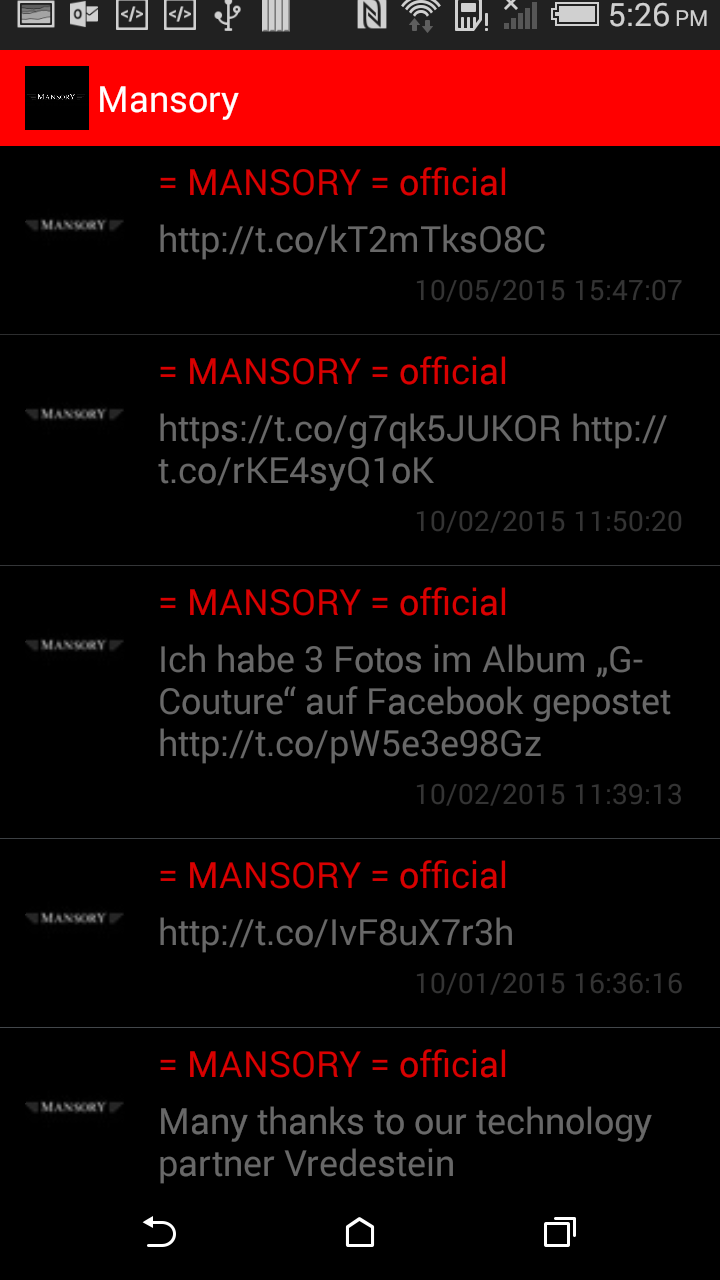 5:26 PM
MANSORY
Mansory
= MANSORY = official
MANSORY
http://t.co/kT2mTksO8C
10/05/2015 15:47:07
= MANSORY = official
MANSORY
https://t.co/g7qk5JUKOR http://
t.co/rKE4syQ1oK
10/02/2015 11:50:20
= MANSORY = official
MANSORY
Ich habe 3 Fotos im Album „G-
Couture“ auf Facebook gepostet
http://t.co/pW5e3e98Gz
10/02/2015 11:39:13
= MANSORY = official
MANSORY
http://t.co/IvF8uX7r3h
10/01/2015 16:36:16
= MANSORY = official
MANSORY
Many thanks to our technology
partner Vredestein